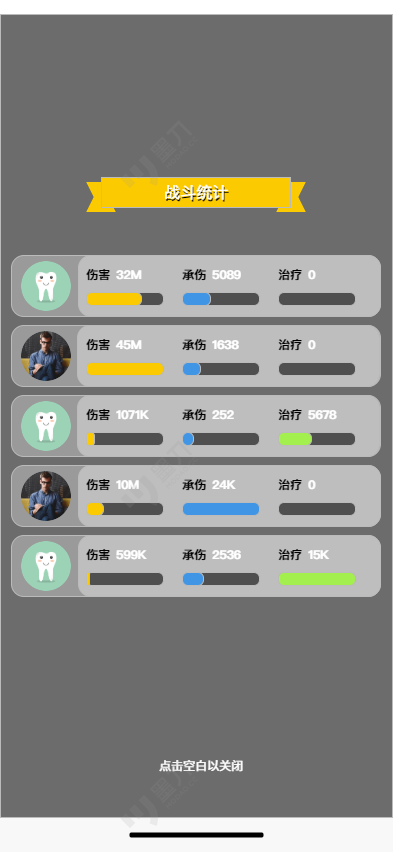 战斗统计
伤害 32M 承伤 5089 治疗 0
伤害 45M 承伤 1638 治疗 0
伤害 1071K 承伤 252 治疗 5678
伤害 10M 承伤 24K 治疗 0
伤害 599K 承伤 2536 治疗 15K
点击空白以关闭